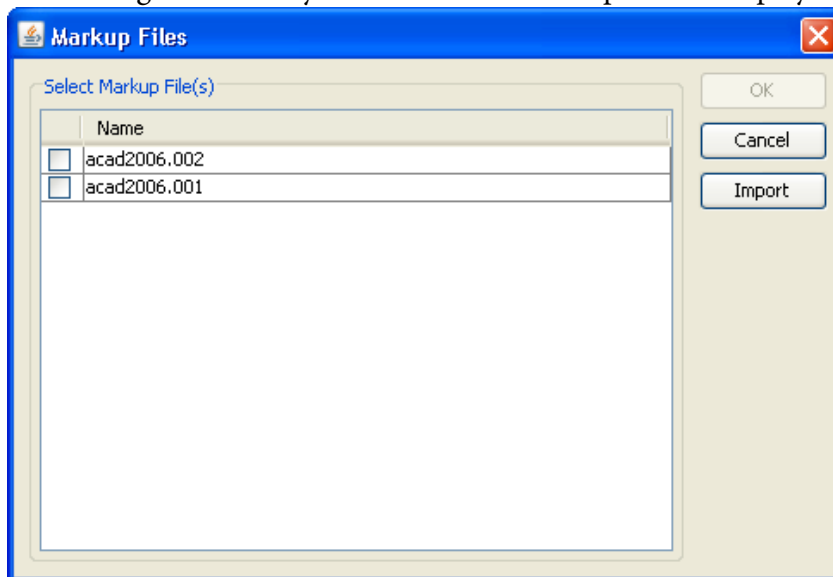 Markup Files
Select Markup File(s)
OK
Name
Cancel
acad2006.002
acad2006.001
Import